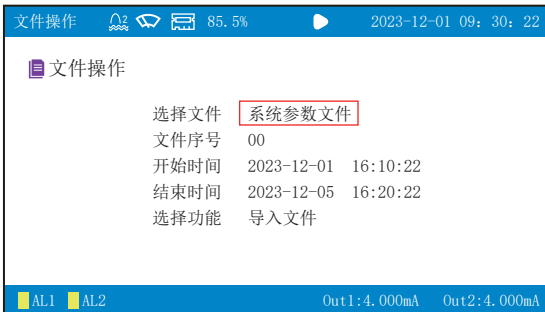 文件操作 2 85.5% 2023-12-01 09: 30: 22
文件操作
选择文件 系统参数文件
文件序号 00
开始时间 2023-12-01 16:10:22
结束时间 2023-12-05 16:20:22
选择功能 导入文件
AL1 AL2 Out1:4.000mA Out2:4.000mA